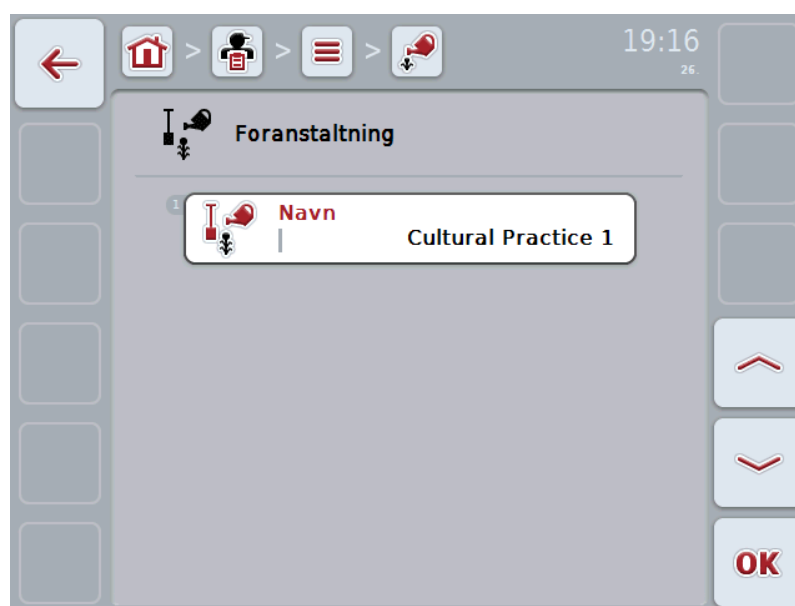 > > >
19:16
26.
Foranstaltning
1
Navn
Cultural Practice 1
OK